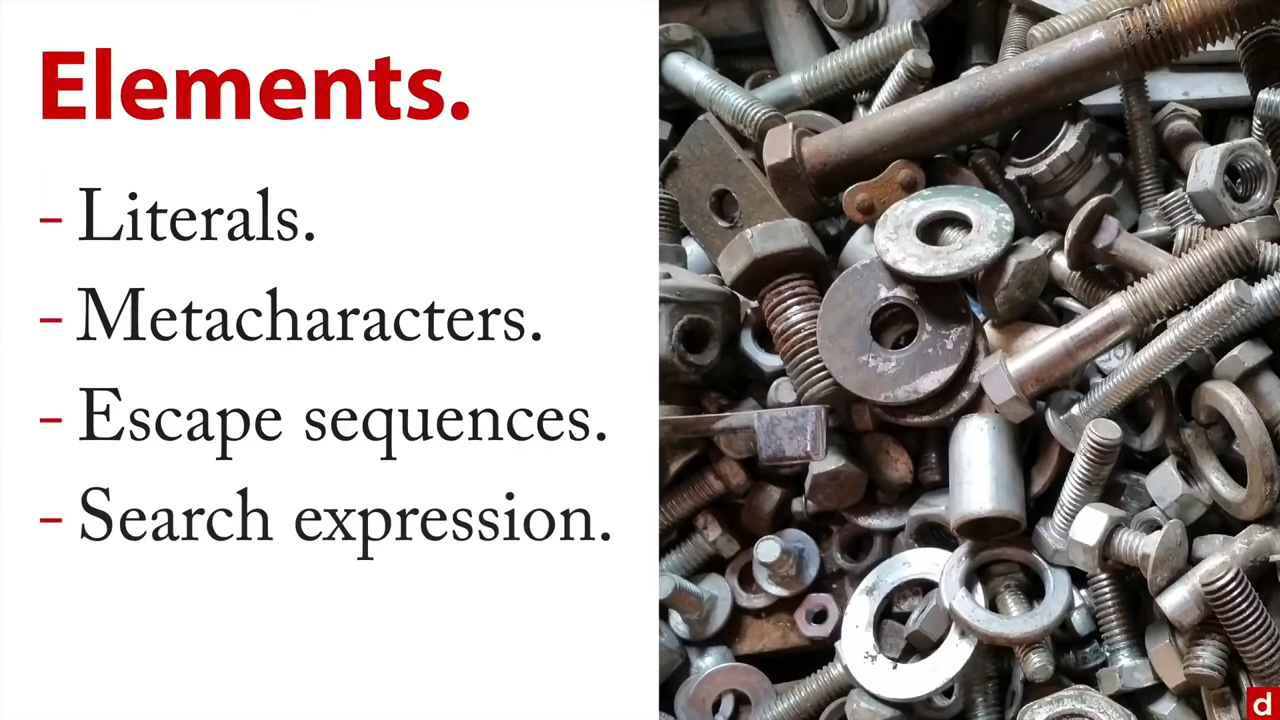 Elements.
– Literals.
– Metacharacters.
– Escape sequences.
– Search expression.
d